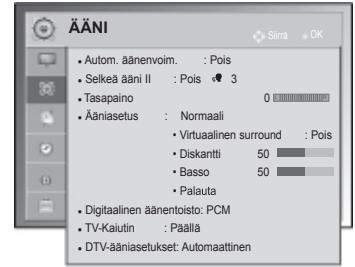 ÄÄNI
Siirrä OK
• Autom. äänenvoim. : Pois
• Selkeä ääni II : Pois 3
• Tasapaino 0
• Ääniasetus : Normaali
• Virtuaalinen surround : Pois
• Diskantti 50
• Basso 50
• Palauta
• Digitaalinen äänentoisto: PCM
• TV-Kaiutin : Päällä
• DTV-ääniasetukset: Automaattinen